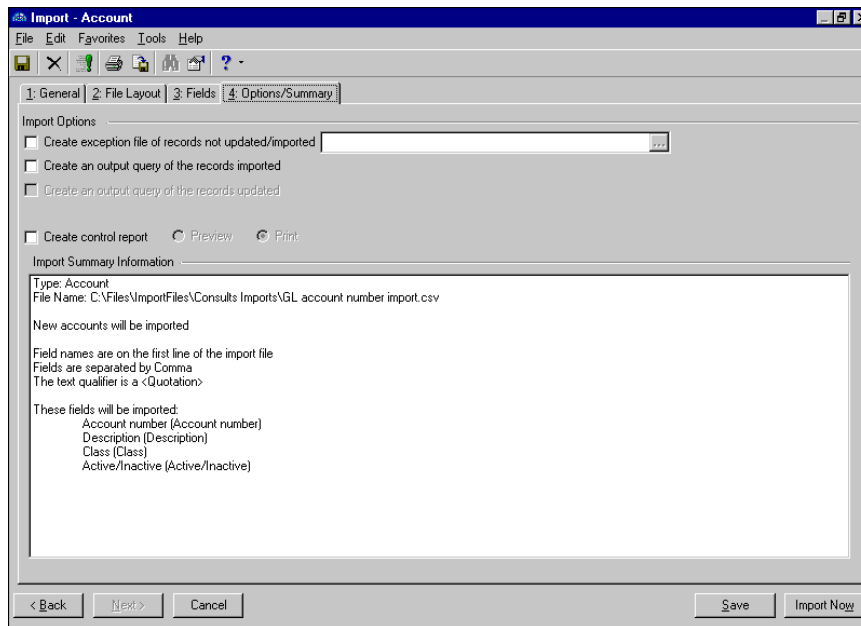 Import - Account
File Edit Favorites Tools Help
1: General 2: File Layout 3: Fields 4: Options/Summary
Import Options
Create exception file of records not updated/imported ...
Create an output query of the records imported
Create an output query of the records updated
Create control report Preview Print
Import Summary Information
Type: Account
File Name: C:\Files\ImportFiles\Consults Imports\GL account number import.csv
New accounts will be imported
Field names are on the first line of the import file
Fields are separated by Comma
The text qualifier is a <Quotation>
These fields will be imported:
Account number (Account number)
Description (Description)
Class (Class)
Active/Inactive (Active/Inactive)
< Back Next > Cancel Save Import Now